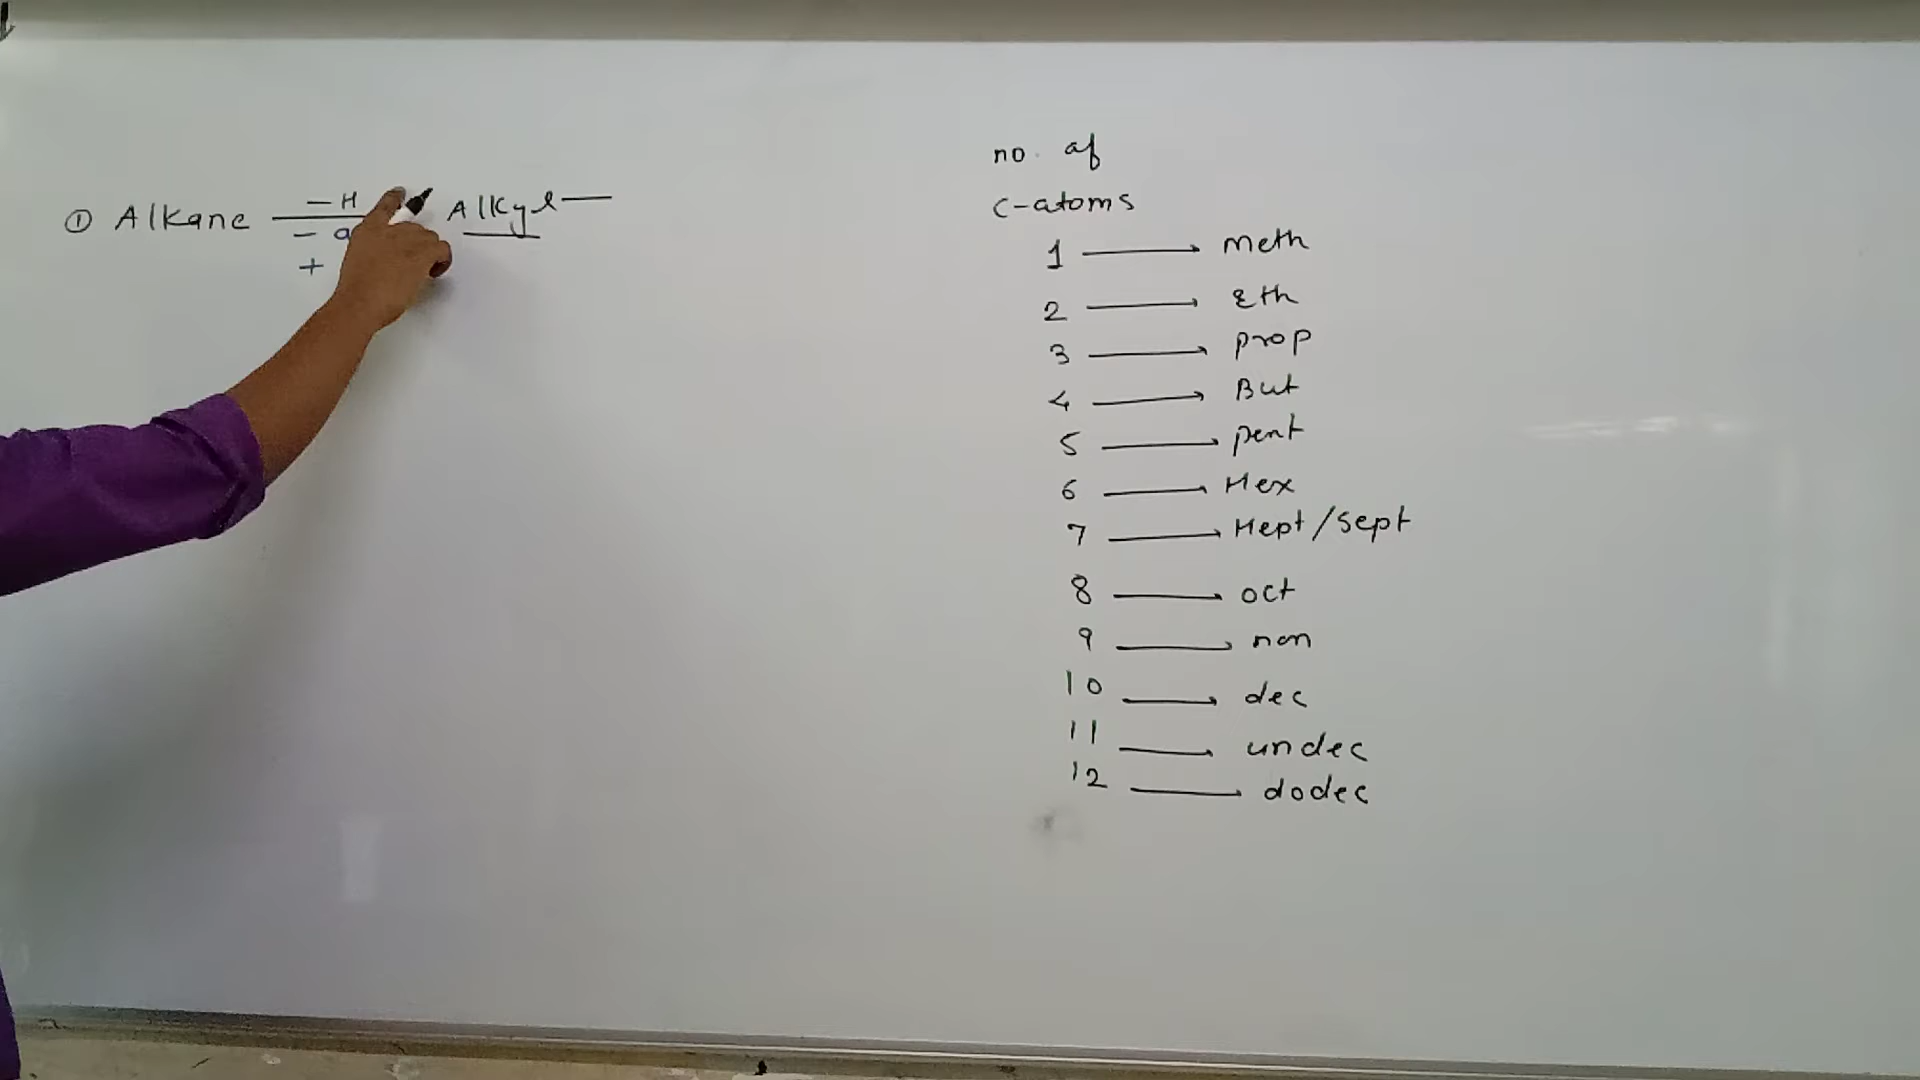 ① Alkane — H Alkyl —
— a
+
no. of
C-atoms
1 → meth
2 → Eth
3 → prop
4 → But
5 → pent
6 → Hex
7 → Hept/Sept
8 → oct
9 → non
10 → dec
11 → undec
12 → dodec